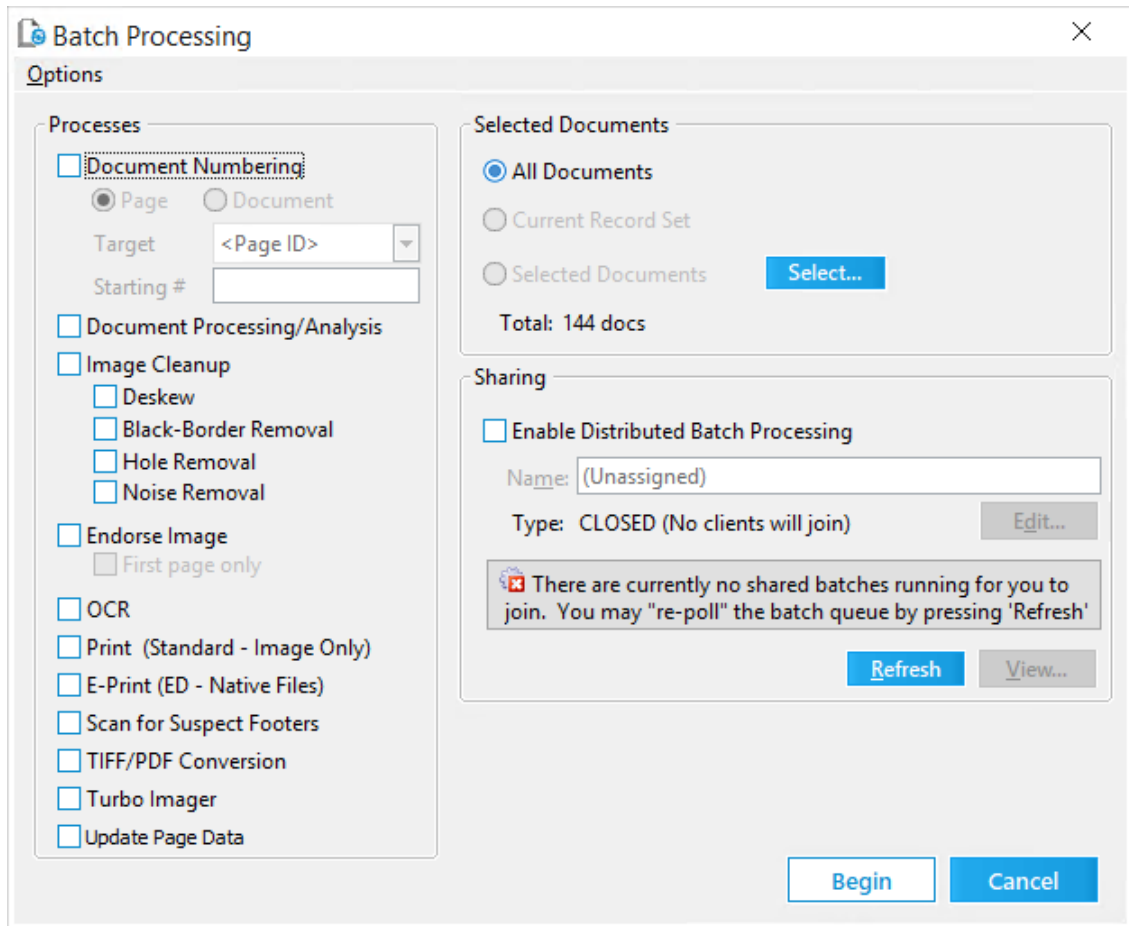 Batch Processing
Options
Processes
Document Numbering
Page Document
Target <Page ID>
Starting #
Document Processing/Analysis
Image Cleanup
Deskew
Black-Border Removal
Hole Removal
Noise Removal
Endorse Image
First page only
OCR
Print (Standard - Image Only)
E-Print (ED - Native Files)
Scan for Suspect Footers
TIFF/PDF Conversion
Turbo Imager
Update Page Data
Selected Documents
All Documents
Current Record Set
Selected Documents Select...
Total: 144 docs
Sharing
Enable Distributed Batch Processing
Name: (Unassigned)
Type: CLOSED (No clients will join) Edit...
There are currently no shared batches running for you to
join. You may "re-poll" the batch queue by pressing 'Refresh'
Refresh View...
Begin Cancel